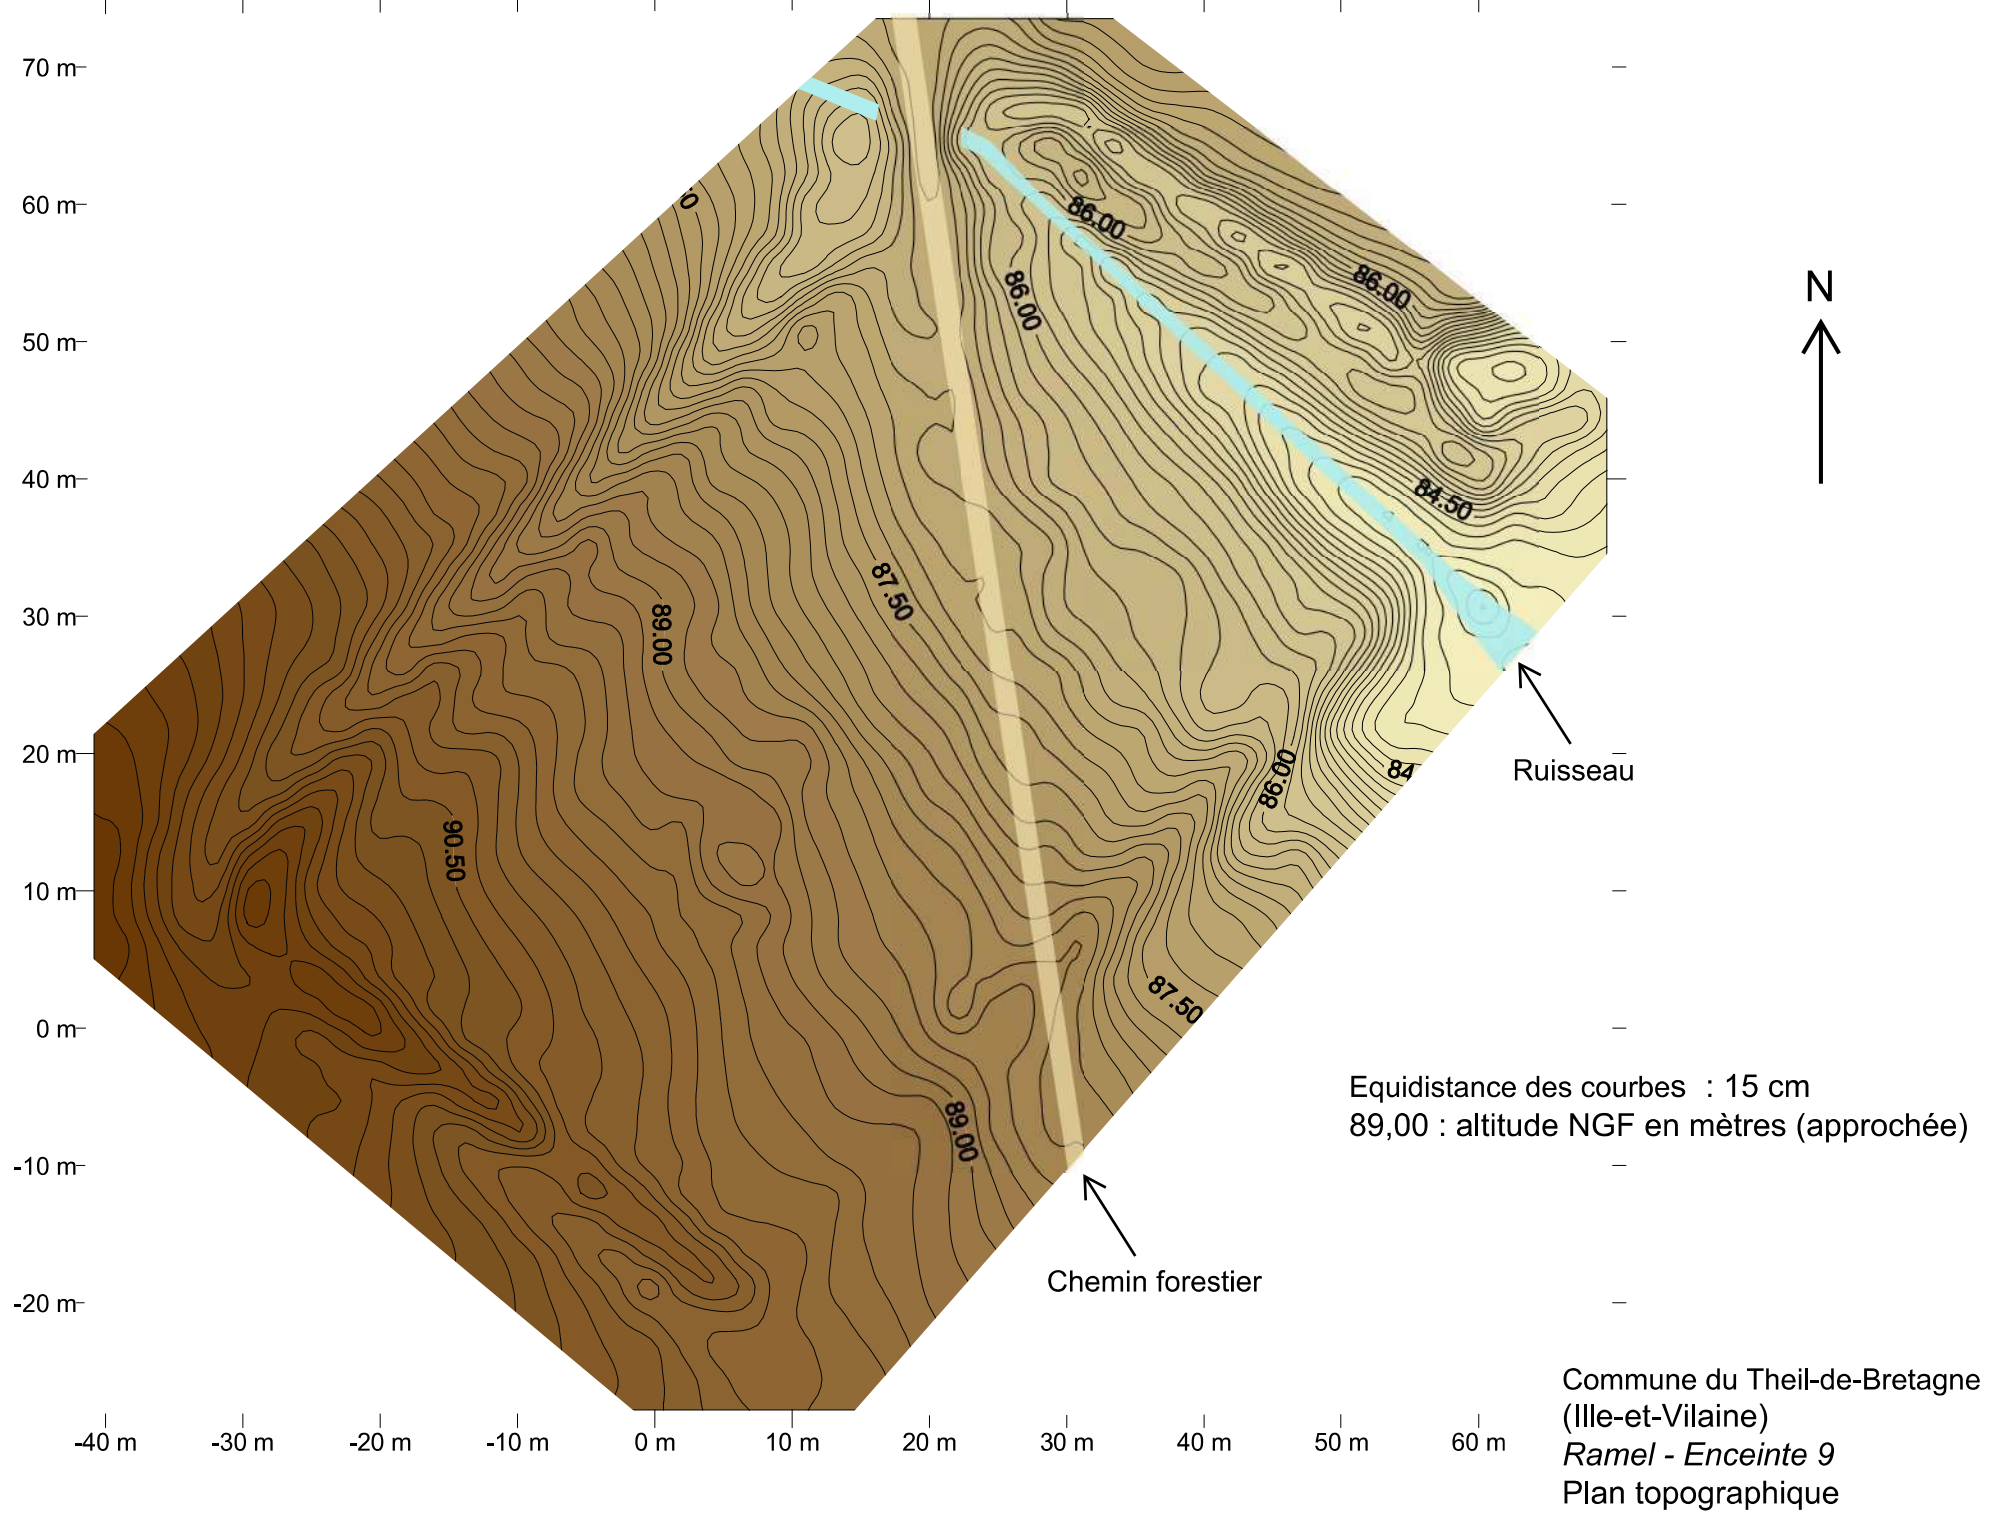 70 m
60 m
50 m
40 m
30 m
20 m
10 m
0 m
-10 m
-20 m
86.00
86.00
86.00
84.50
87.50
89.00
86.00
84
90.50
87.50
89.00
N
Ruisseau
Chemin forestier
Equidistance des courbes : 15 cm
89,00 : altitude NGF en mètres (approchée)
-40 m
-30 m
-20 m
-10 m
0 m
10 m
20 m
30 m
40 m
50 m
60 m
Commune du Theil-de-Bretagne
(Ille-et-Vilaine)
Ramel - Enceinte 9
Plan topographique